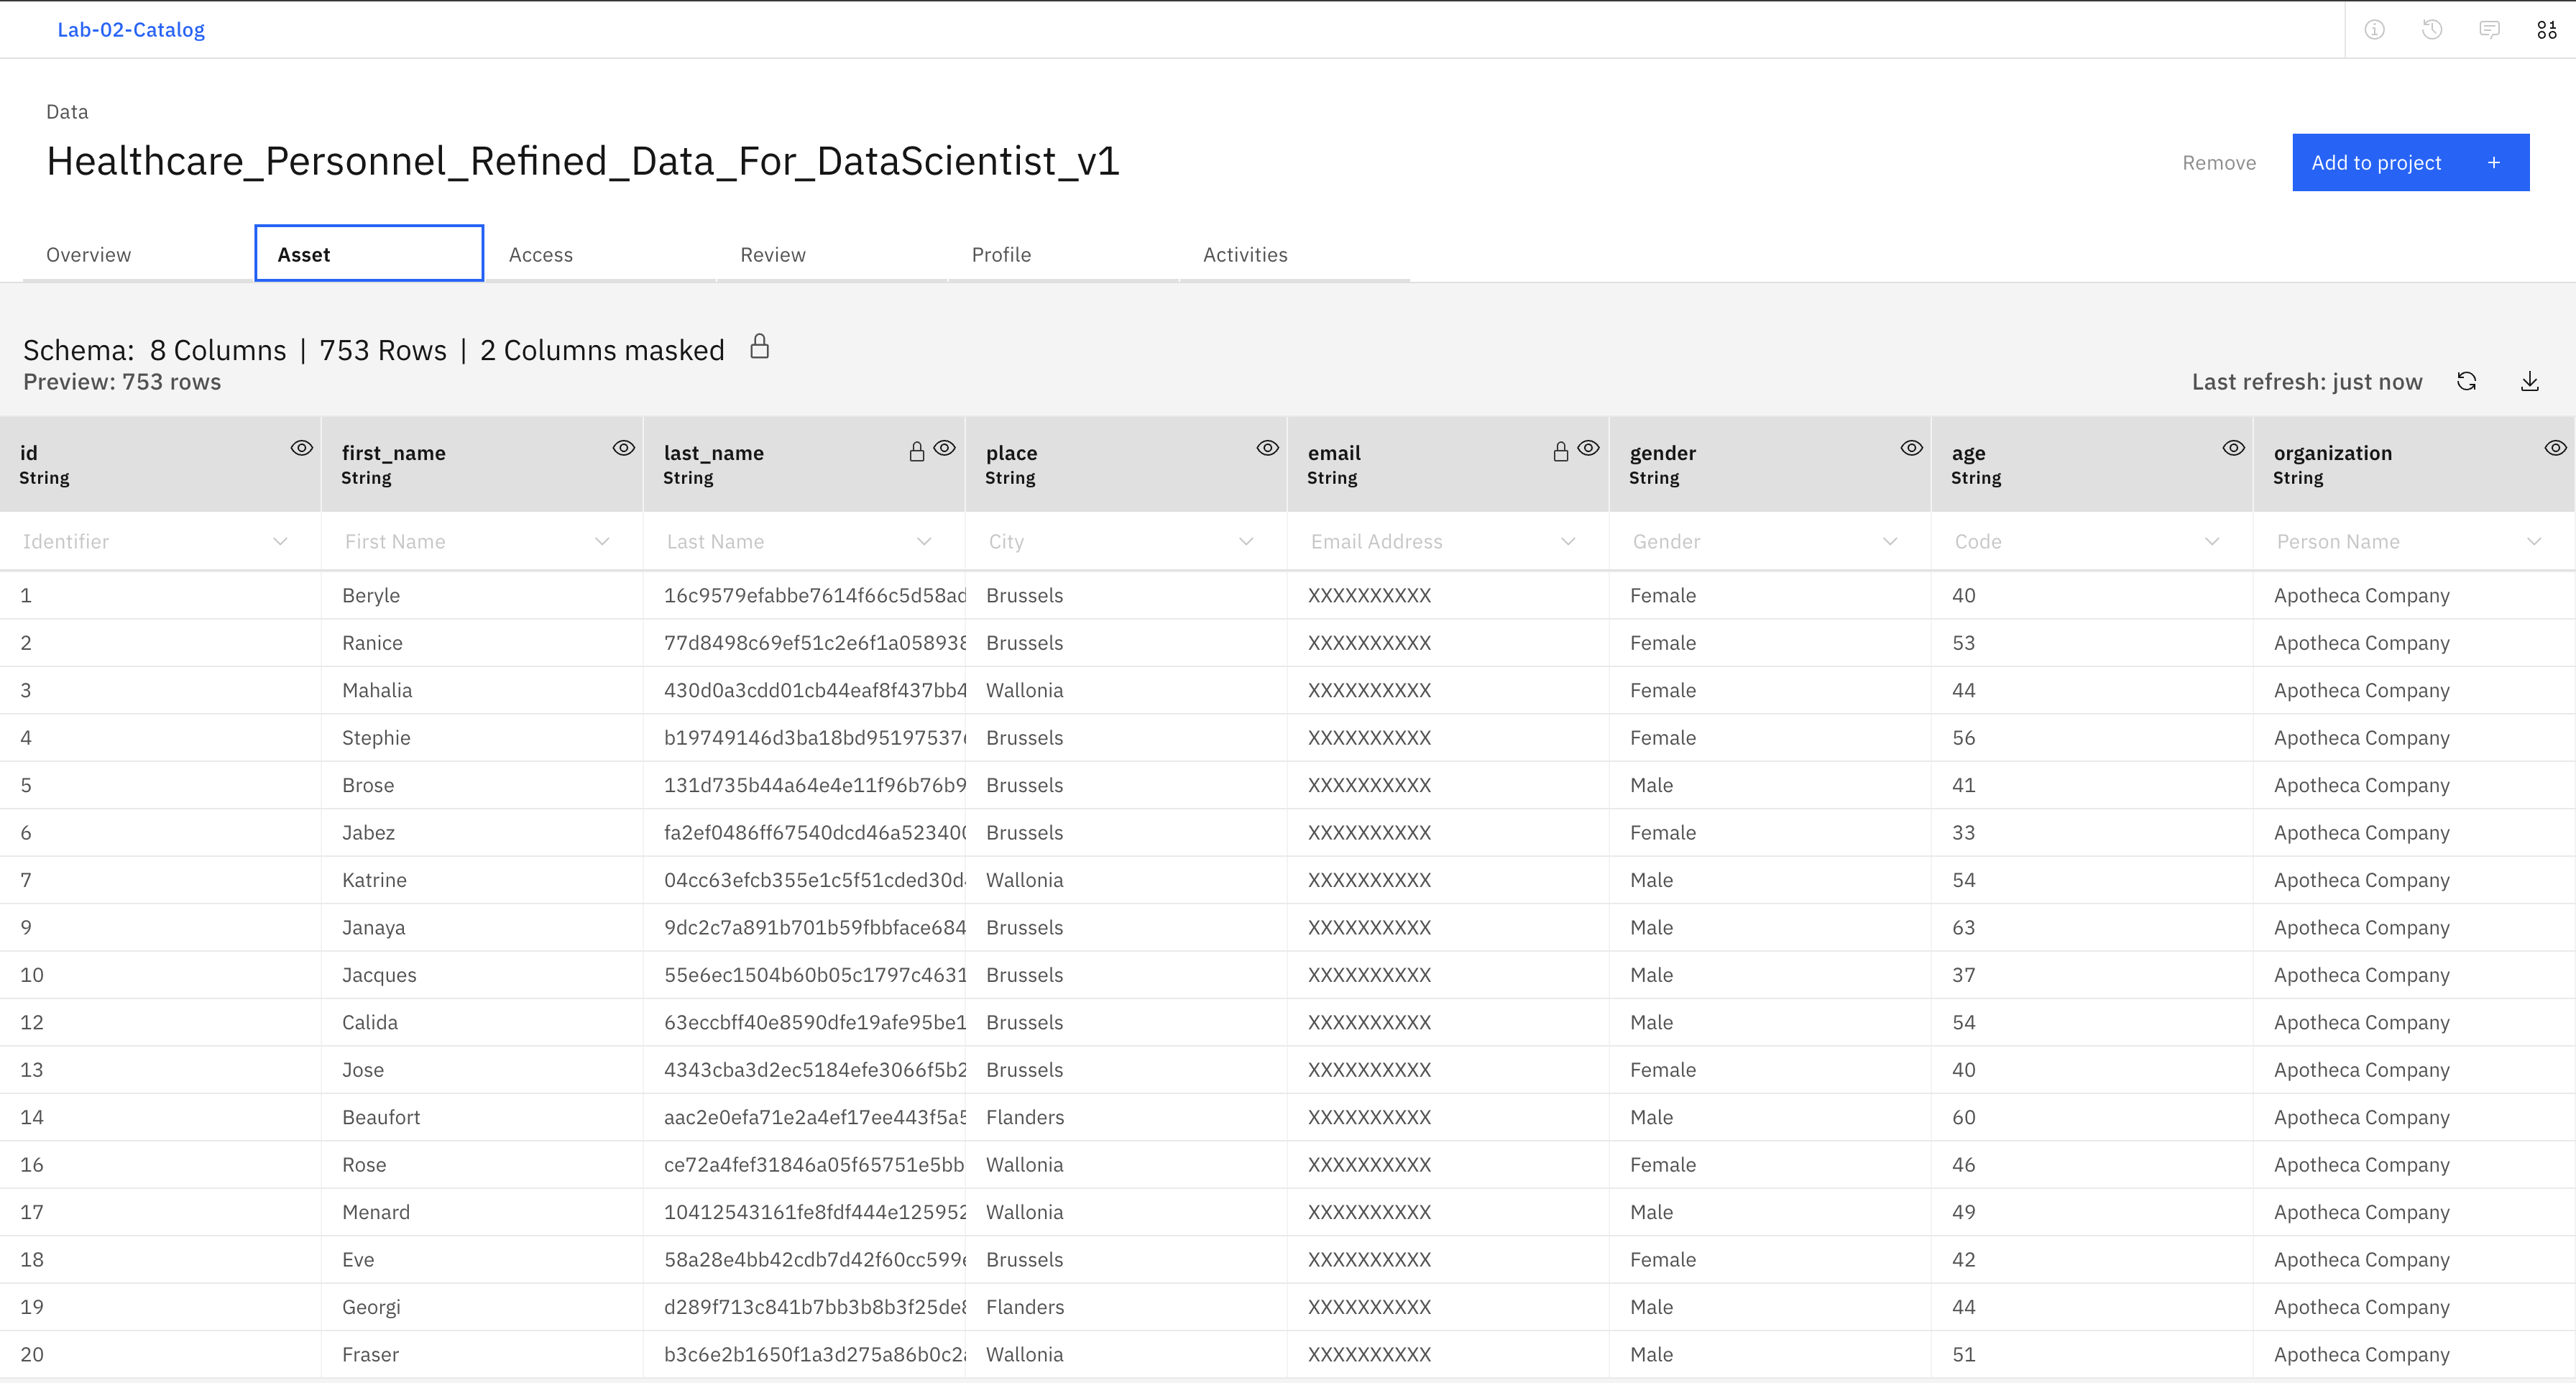 Lab-02-Catalog
Data
Healthcare_Personnel_Refined_Data_For_DataScientist_v1
Remove Add to project +
Overview Asset Access Review Profile Activities
Schema: 8 Columns | 753 Rows | 2 Columns masked
Preview: 753 rows Last refresh: just now
id first_name last_name place email gender age organization
String String String String String String String String
Identifier First Name Last Name City Email Address Gender Code Person Name
1 Beryle 16c9579efabbe7614f66c5d58ad Brussels XXXXXXXXXX Female 40 Apotheca Company
2 Ranice 77d8498c69ef51c2e6f1a058938 Brussels XXXXXXXXXX Female 53 Apotheca Company
3 Mahalia 430d0a3cdd01cb44eaf8f437bb4 Wallonia XXXXXXXXXX Female 44 Apotheca Company
4 Stephie b19749146d3ba18bd951975376 Brussels XXXXXXXXXX Female 56 Apotheca Company
5 Brose 131d735b44a64e4e11f96b76b9 Brussels XXXXXXXXXX Male 41 Apotheca Company
6 Jabez fa2ef0486ff67540dcd46a523400 Brussels XXXXXXXXXX Female 33 Apotheca Company
7 Katrine 04cc63efcb355e1c5f51cded30d Wallonia XXXXXXXXXX Male 54 Apotheca Company
9 Janaya 9dc2c7a891b701b59fbbface684 Brussels XXXXXXXXXX Male 63 Apotheca Company
10 Jacques 55e6ec1504b60b05c1797c4631 Brussels XXXXXXXXXX Male 37 Apotheca Company
12 Calida 63eccbff40e8590dfe19afe95be1 Brussels XXXXXXXXXX Male 54 Apotheca Company
13 Jose 4343cba3d2ec5184efe3066f5b2 Brussels XXXXXXXXXX Female 40 Apotheca Company
14 Beaufort aac2e0efa71e2a4ef17ee443f5a5 Flanders XXXXXXXXXX Male 60 Apotheca Company
16 Rose ce72a4fef31846a05f65751e5bb Wallonia XXXXXXXXXX Female 46 Apotheca Company
17 Menard 10412543161fe8fdf444e125952 Wallonia XXXXXXXXXX Male 49 Apotheca Company
18 Eve 58a28e4bb42cdb7d42f60cc599e Brussels XXXXXXXXXX Female 42 Apotheca Company
19 Georgi d289f713c841b7bb3b8b3f25de8 Flanders XXXXXXXXXX Male 44 Apotheca Company
20 Fraser b3c6e2b1650f1a3d275a86b0c2a Wallonia XXXXXXXXXX Male 51 Apotheca Company